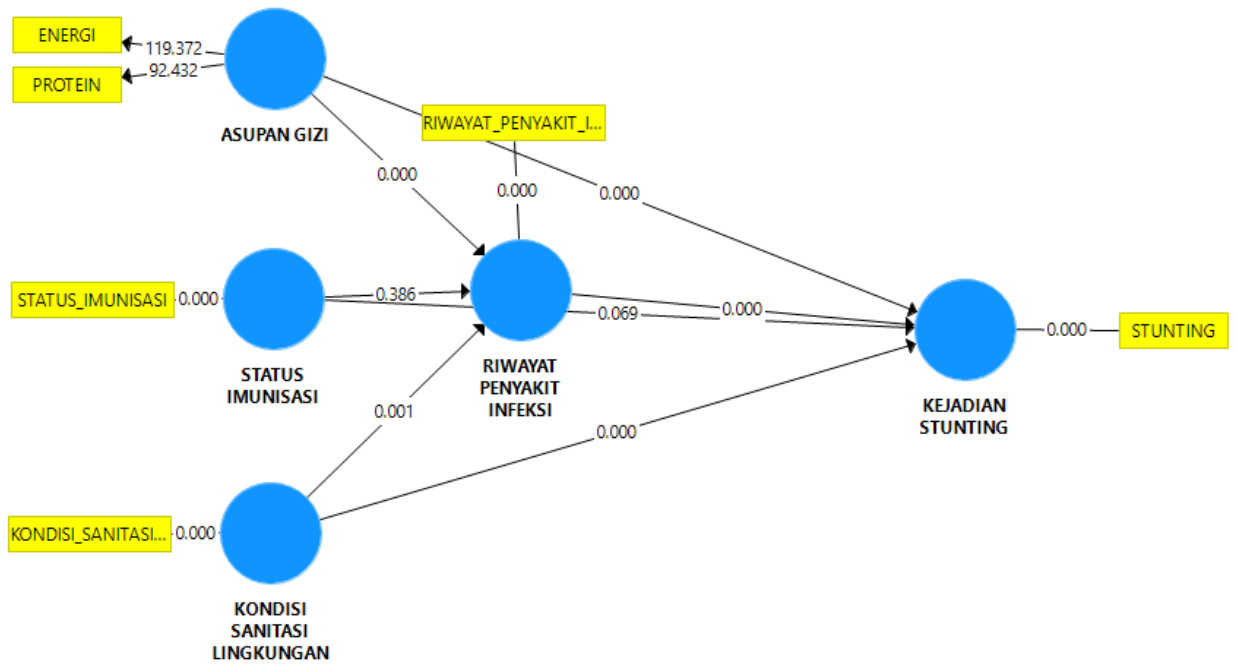 ENERGI
119.372
92.432
PROTEIN
ASUPAN GIZI
RIWAYAT_PENYAKIT_I...
0.000
0.000
0.000
STATUS_IMUNISASI
0.000
0.386
0.069
0.000
0.000
STUNTING
STATUS
IMUNISASI
RIWAYAT
PENYAKIT
INFEKSI
KEJADIAN
STUNTING
0.001
0.000
KONDISI_SANITASI...
0.000
KONDISI
SANITASI
LINGKUNGAN